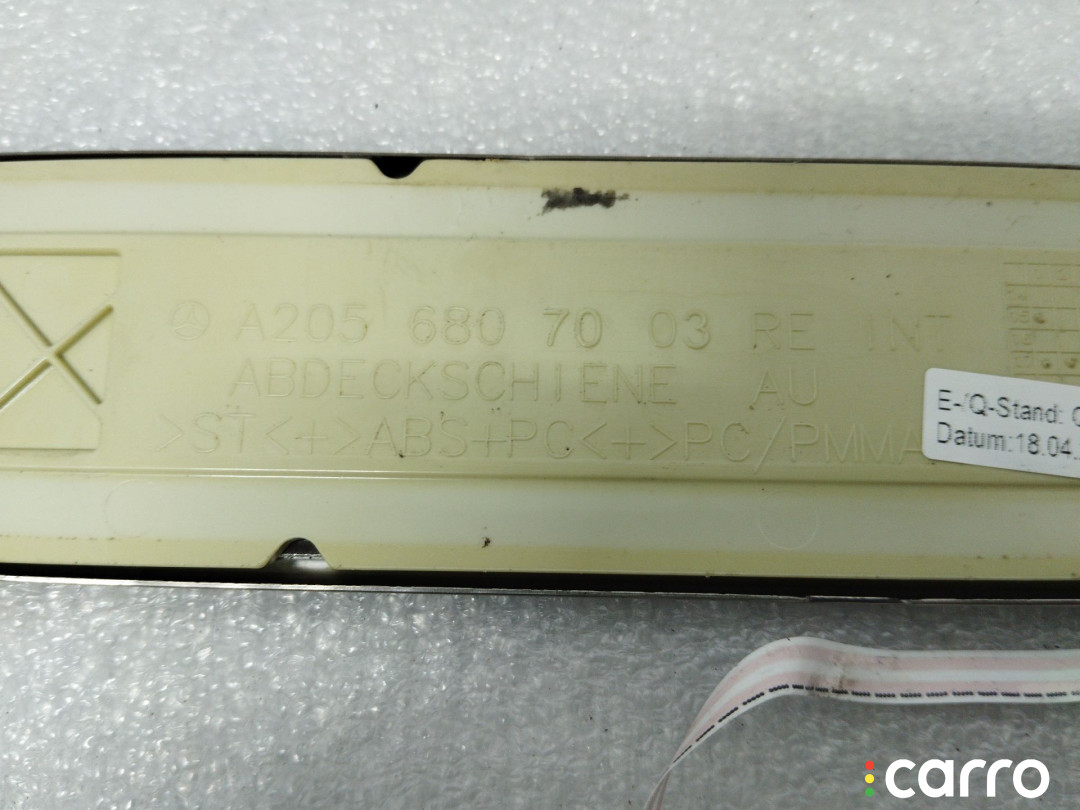 A205 680 70 03 RE INT
ABDECKSCHIENE AU
>ST<+>ABS+PC<+>PC/PMMA
E-/Q-Stand:
Datum:18.04.
carro